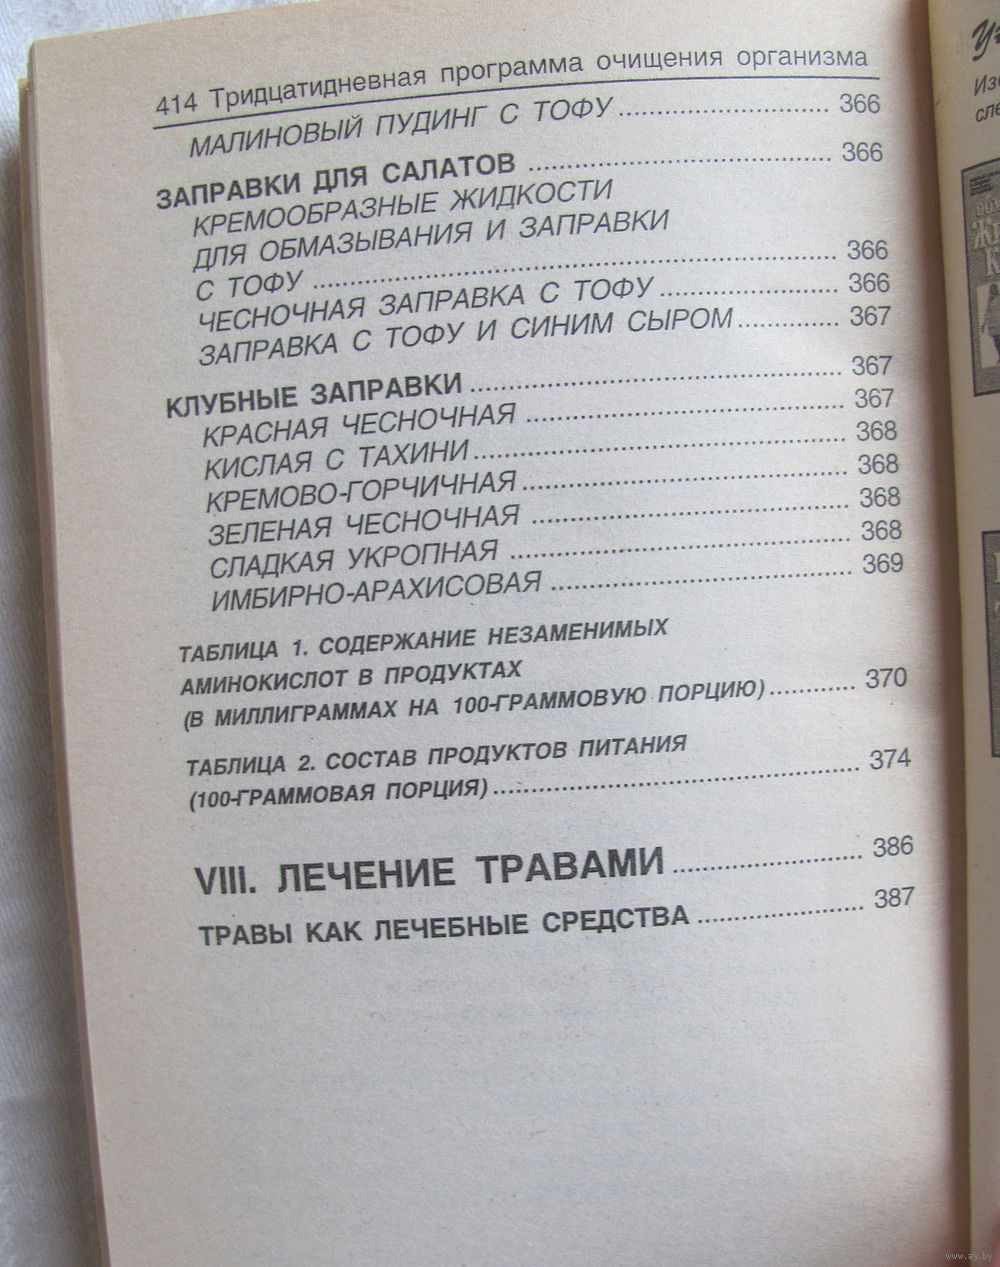 414 Тридцатидневная программа очищения организма
МАЛИНОВЫЙ ПУДИНГ С ТОФУ ........................... 366
ЗАПРАВКИ ДЛЯ САЛАТОВ ........................... 366
КРЕМООБРАЗНЫЕ ЖИДКОСТИ
ДЛЯ ОБМАЗЫВАНИЯ И ЗАПРАВКИ
С ТОФУ ........................... 366
ЧЕСНОЧНАЯ ЗАПРАВКА С ТОФУ ........................... 366
ЗАПРАВКА С ТОФУ И СИНИМ СЫРОМ ............. 367
КЛУБНЫЕ ЗАПРАВКИ ........................... 367
КРАСНАЯ ЧЕСНОЧНАЯ ........................... 367
КИСЛАЯ С ТАХИНИ ........................... 368
КРЕМОВО-ГОРЧИЧНАЯ ........................... 368
ЗЕЛЕНАЯ ЧЕСНОЧНАЯ ........................... 368
СЛАДКАЯ УКРОПНАЯ ........................... 368
ИМБИРНО-АРАХИСОВАЯ ........................... 369
ТАБЛИЦА 1. СОДЕРЖАНИЕ НЕЗАМЕНИМЫХ
АМИНОКИСЛОТ В ПРОДУКТАХ
(В МИЛЛИГРАММАХ НА 100-ГРАММОВУЮ ПОРЦИЮ) ............ 370
ТАБЛИЦА 2. СОСТАВ ПРОДУКТОВ ПИТАНИЯ
(100-ГРАММОВАЯ ПОРЦИЯ) ........................... 374
VIII. ЛЕЧЕНИЕ ТРАВАМИ ........................... 386
ТРАВЫ КАК ЛЕЧЕБНЫЕ СРЕДСТВА ........................ 387
www.ay.by